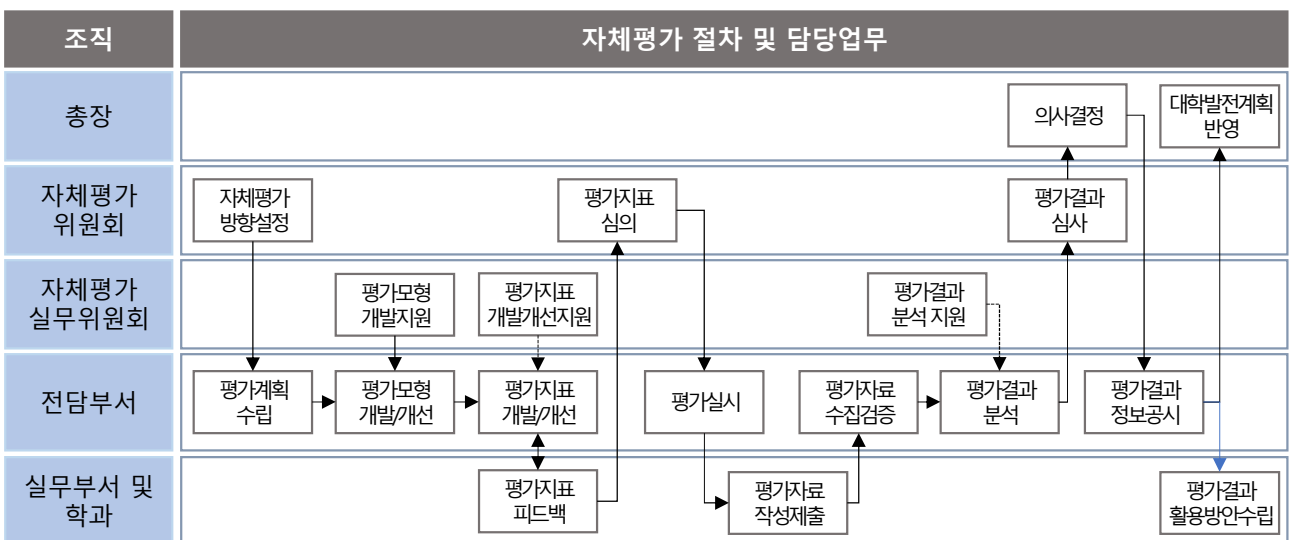 조직
자체평가 절차 및 담당업무
총장
의사결정
대학발전계획
반영
자체평가
위원회
자체평가
방향설정
평가지표
심의
평가결과
심사
자체평가
실무위원회
평가모형
개발지원
평가지표
개발개선지원
평가결과
분석 지원
전담부서
평가계획
수립
평가모형
개발/개선
평가지표
개발/개선
평가실시
평가자료
수집검증
평가결과
분석
평가결과
정보공시
실무부서 및
학과
평가지표
피드백
평가자료
작성제출
평가결과
활용방안수립